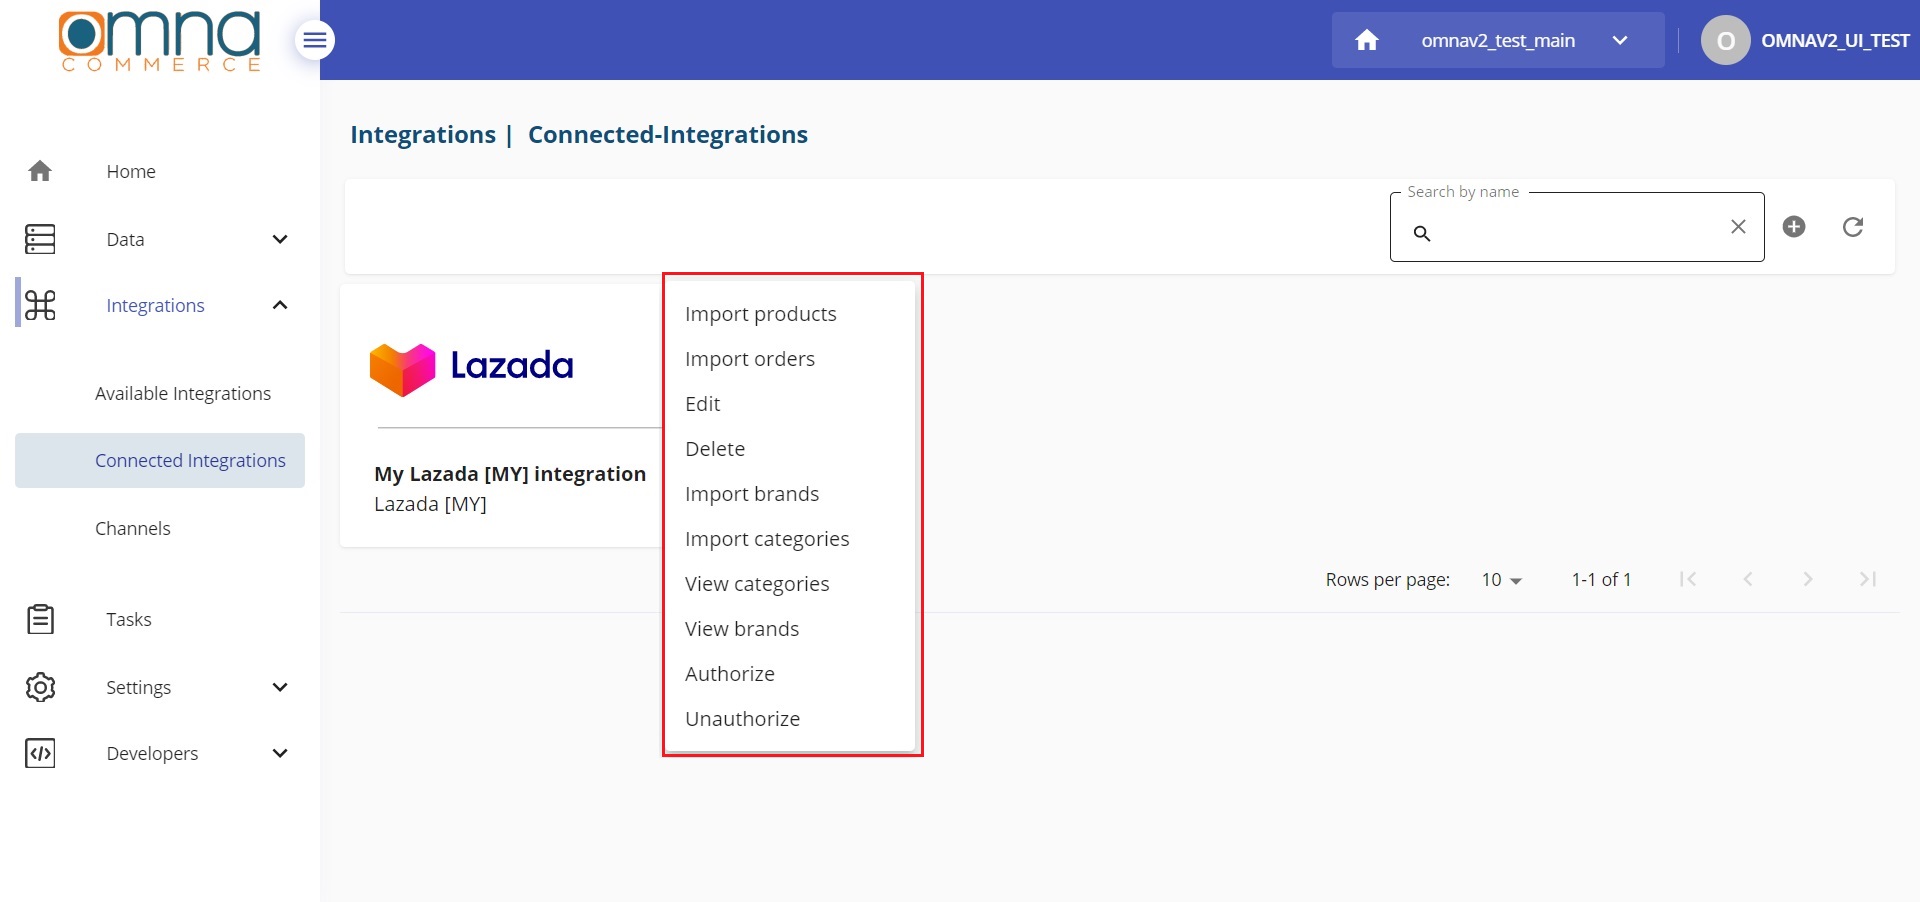 omna
COMMERCE
omnav2_test_main
O
OMNAV2_UI_TEST
Home
Data
Integrations
Available Integrations
Connected Integrations
Channels
Tasks
Settings
Developers
Integrations | Connected-Integrations
Search by name
Lazada
My Lazada [MY] integration
Lazada [MY]
Import products
Import orders
Edit
Delete
Import brands
Import categories
View categories
View brands
Authorize
Unauthorize
Rows per page: 10 1-1 of 1